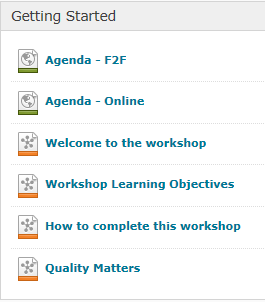 Getting Started
Agenda - F2F
Agenda - Online
Welcome to the workshop
Workshop Learning Objectives
How to complete this workshop
Quality Matters